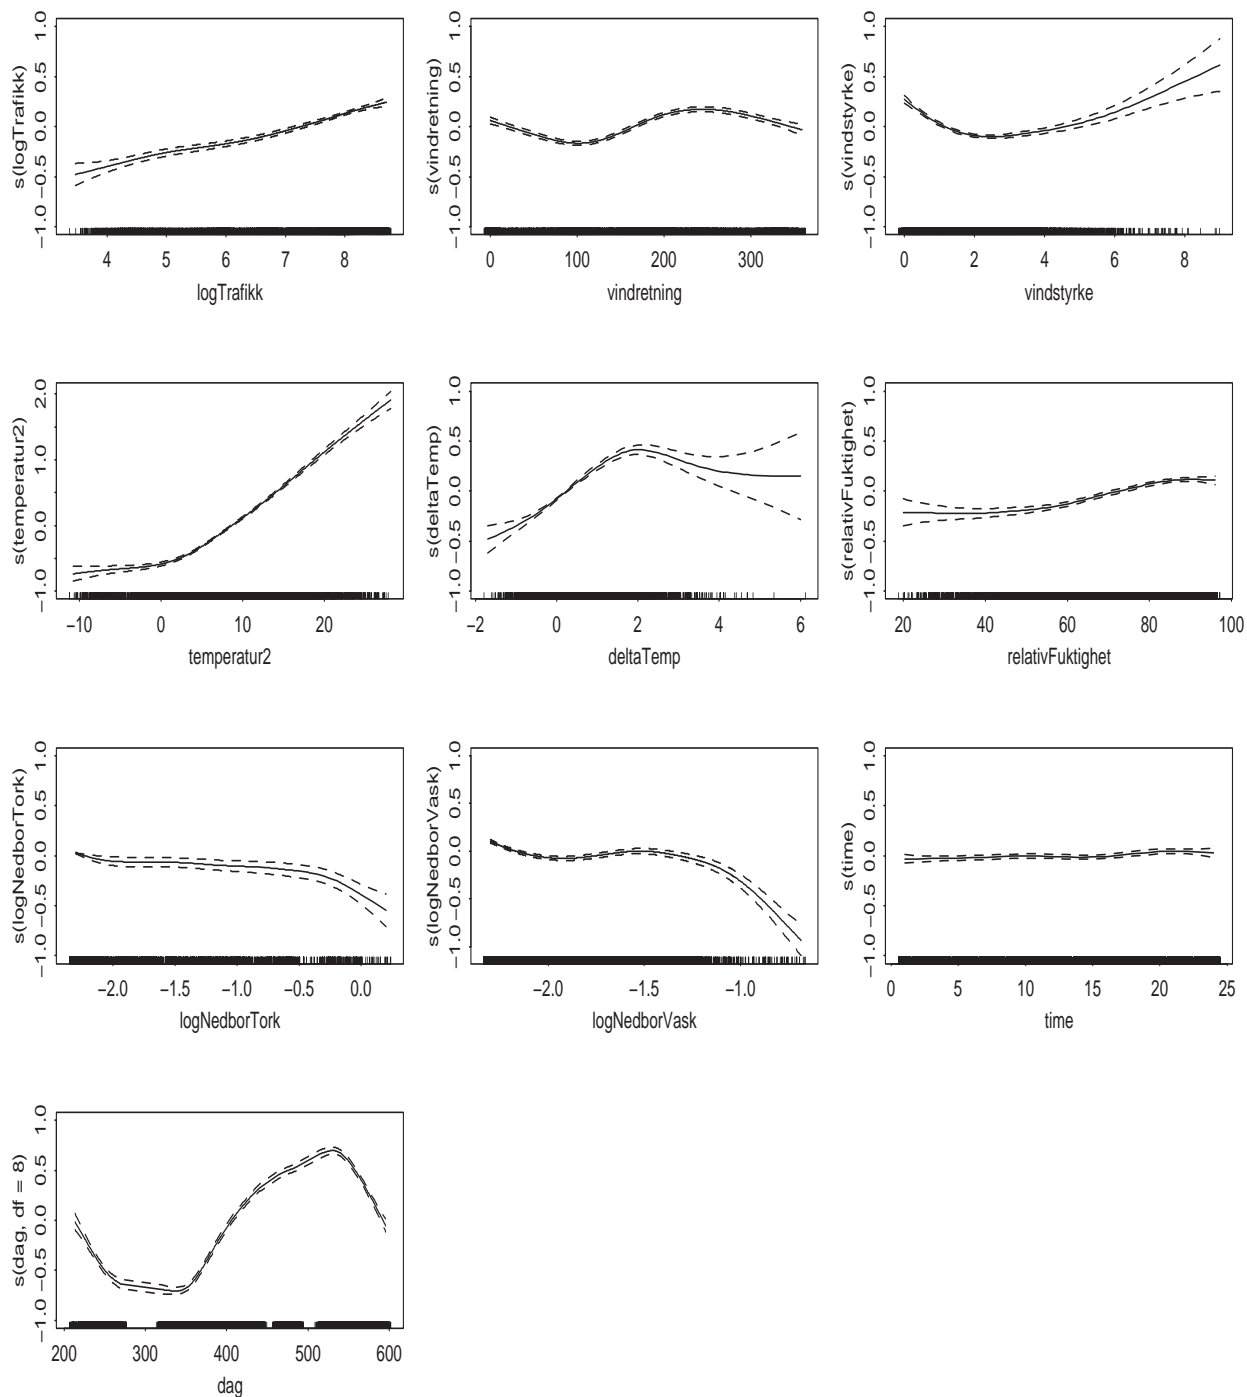 s(logTrafikk)
−1.0 −0.5 0.0 0.5 1.0
4 5 6 7 8
logTrafikk
s(vindretning)
−1.0 −0.5 0.0 0.5 1.0
0 100 200 300
vindretning
s(vindstyrke)
−1.0 −0.5 0.0 0.5 1.0
0 2 4 6 8
vindstyrke
s(temperatur2)
−1.0 0.0 1.0 2.0
−10 0 10 20
temperatur2
s(deltaTemp)
−1.0 −0.5 0.0 0.5 1.0
−2 0 2 4 6
deltaTemp
s(relativFuktighet)
−1.0 −0.5 0.0 0.5 1.0
20 40 60 80 100
relativFuktighet
s(logNedborTork)
−1.0 −0.5 0.0 0.5 1.0
−2.0 −1.5 −1.0 −0.5 0.0
logNedborTork
s(logNedborVask)
−1.0 −0.5 0.0 0.5 1.0
−2.0 −1.5 −1.0
logNedborVask
s(time)
−1.0 −0.5 0.0 0.5 1.0
0 5 10 15 20 25
time
s(dag, df = 8)
−1.0 −0.5 0.0 0.5 1.0
200 300 400 500 600
dag